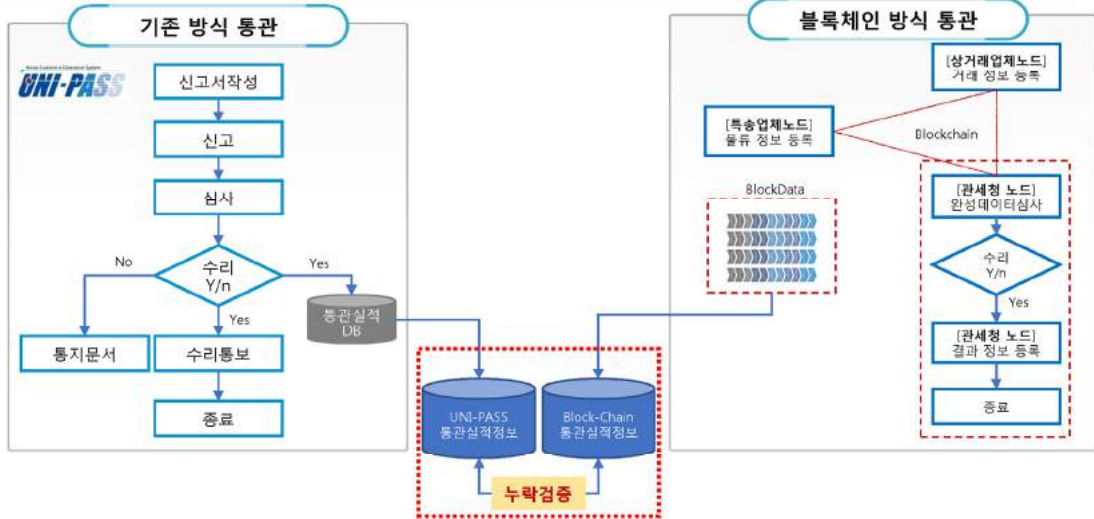 기존 방식 통관
Korea Customs e-Clearance System
UNI-PASS
신고서작성
신고
심사
No
수리
Y/n
Yes
통관실적
DB
Yes
통지문서
수리통보
종료
UNI-PASS
통관실적정보
Block-Chain
통관실적정보
누락검증
블록체인 방식 통관
[상거래업체노드]
거래 정보 등록
[특송업체노드]
물류 정보 등록
Blockchain
BlockData
[관세청 노드]
완성데이터심사
수리
Y/n
Yes
[관세청 노드]
결과 정보 등록
종료